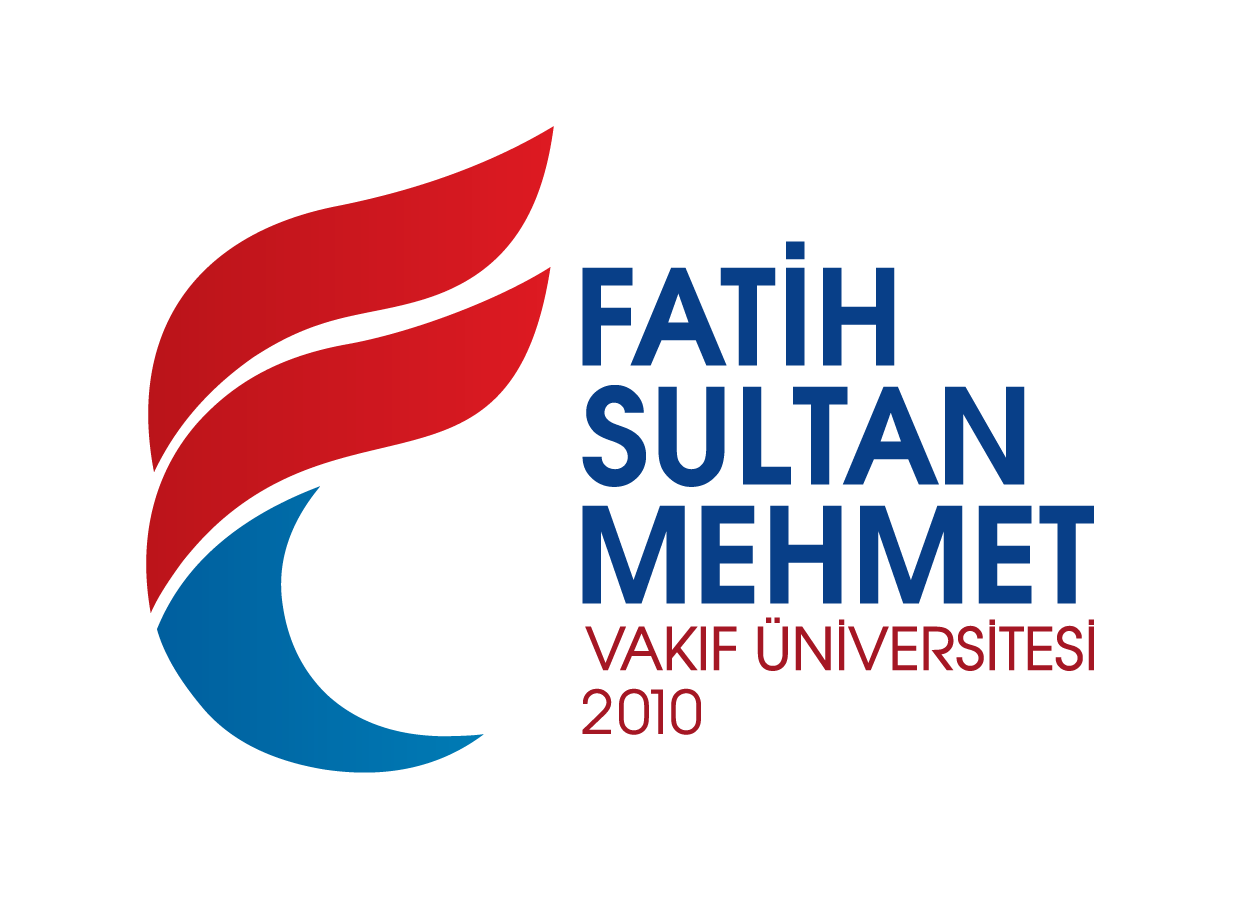 FATİH
SULTAN
MEHMET
VAKIF ÜNİVERSİTESİ
2010